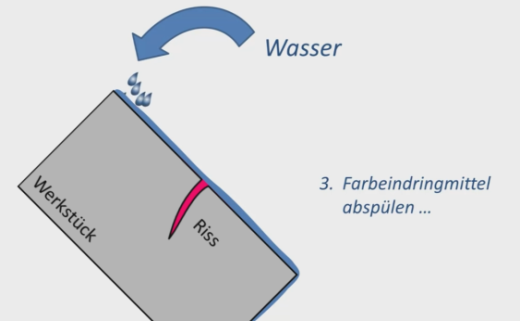 Wasser
3. Farbeindringmittel
abspülen ...
Werkstück
Riss